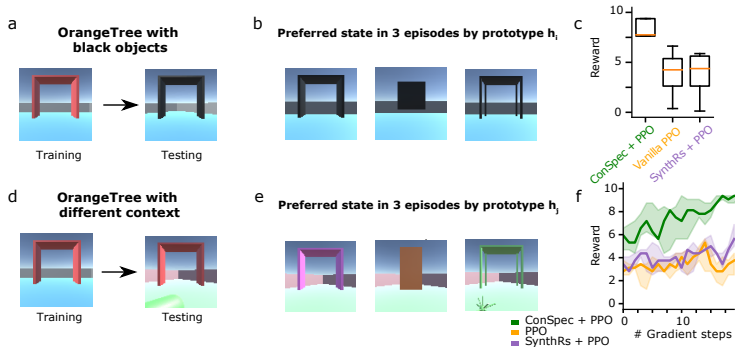 a
OrangeTree with
black objects
Training
Testing
b
Preferred state in 3 episodes by prototype hᵢ
c
Reward
10
5
0
ConSpec + PPO
Vanilla PPO
SynthRs + PPO
d
OrangeTree with
different context
Training
Testing
e
Preferred state in 3 episodes by prototype hⱼ
ConSpec + PPO
PPO
SynthRs + PPO
f
Reward
10
8
6
4
2
0
0
10
# Gradient steps